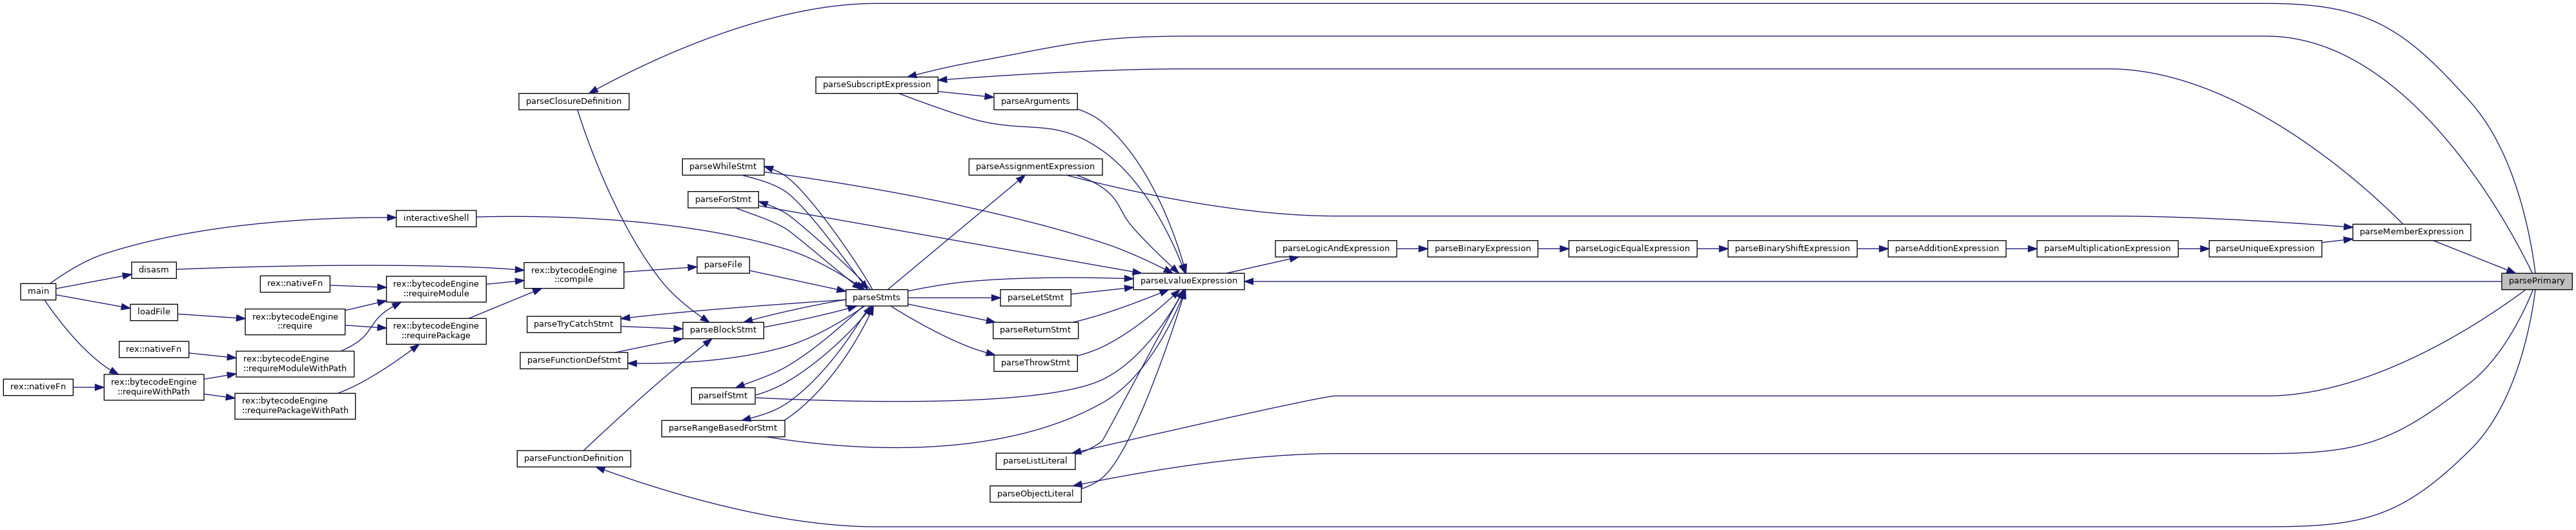 main
rex::nativeFn
interactiveShell
disasm
loadFile
rex::nativeFn
rex::bytecodeEngine
::requireWithPath
rex::nativeFn
rex::bytecodeEngine
::require
rex::bytecodeEngine
::requireModuleWithPath
rex::bytecodeEngine
::requirePackageWithPath
rex::bytecodeEngine
::requireModule
rex::bytecodeEngine
::requirePackage
rex::bytecodeEngine
::compile
parseClosureDefinition
parseTryCatchStmt
parseFunctionDefStmt
parseFunctionDefinition
parseWhileStmt
parseForStmt
parseFile
parseBlockStmt
parseIfStmt
parseRangeBasedForStmt
parseSubscriptExpression
parseStmts
parseArguments
parseAssignmentExpression
parseLetStmt
parseReturnStmt
parseThrowStmt
parseListLiteral
parseObjectLiteral
parseLvalueExpression
parseLogicAndExpression
parseBinaryExpression
parseLogicEqualExpression
parseBinaryShiftExpression
parseAdditionExpression
parseMultiplicationExpression
parseUniqueExpression
parseMemberExpression
parsePrimary